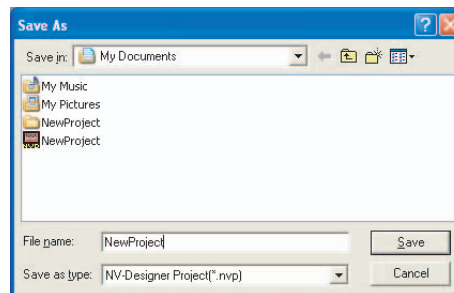 Save As
Save in: My Documents
My Music
My Pictures
NewProject
NewProject
File name: NewProject Save
Save as type: NV-Designer Project(*.nvp) Cancel